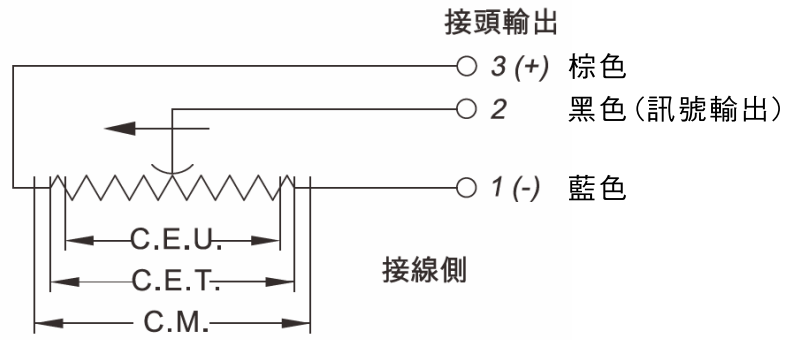 接頭輸出
3 (+) 棕色
2 黑色(訊號輸出)
1 (-) 藍色
C.E.U.
C.E.T.
接線側
C.M.